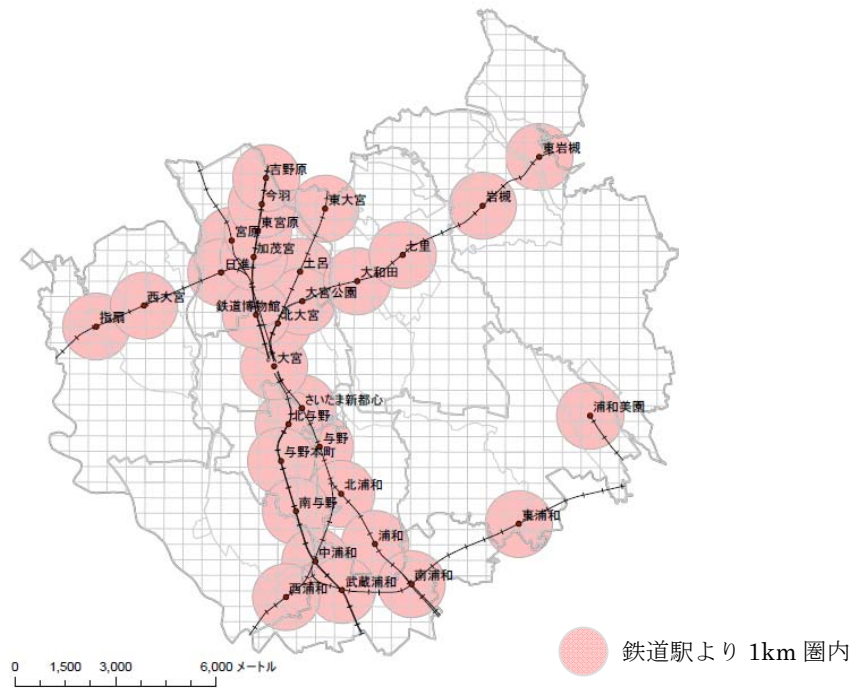 東岩槻
吉野原
岩槻
今羽
東大宮
東宮原
宮原
七里
加茂宮
日進
土呂
大和田
大宮公園
西大宮
鉄道博物館
指扇
北大宮
大宮
さいたま新都心
浦和美園
北与野
与野
与野本町
北浦和
南与野
東浦和
浦和
中浦和
武蔵浦和
南浦和
西浦和
鉄道駅より 1km 圏内
0 1,500 3,000 6,000 メートル